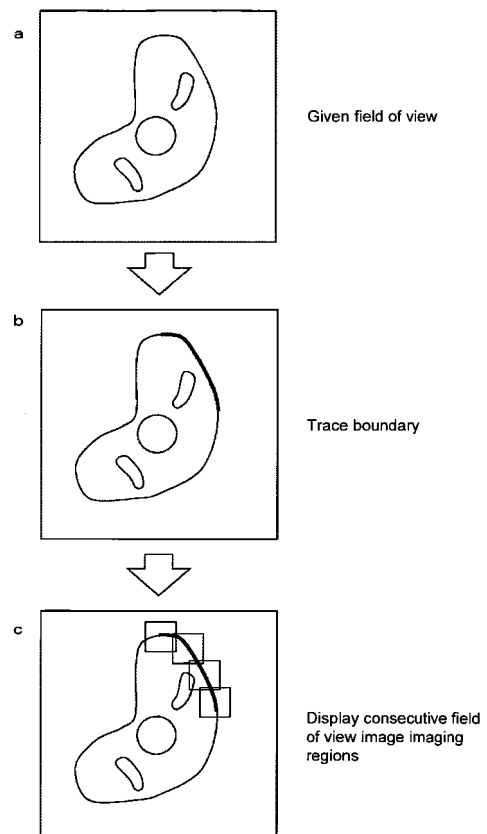 a
Given field of view
b
Trace boundary
c
Display consecutive field
of view image imaging
regions